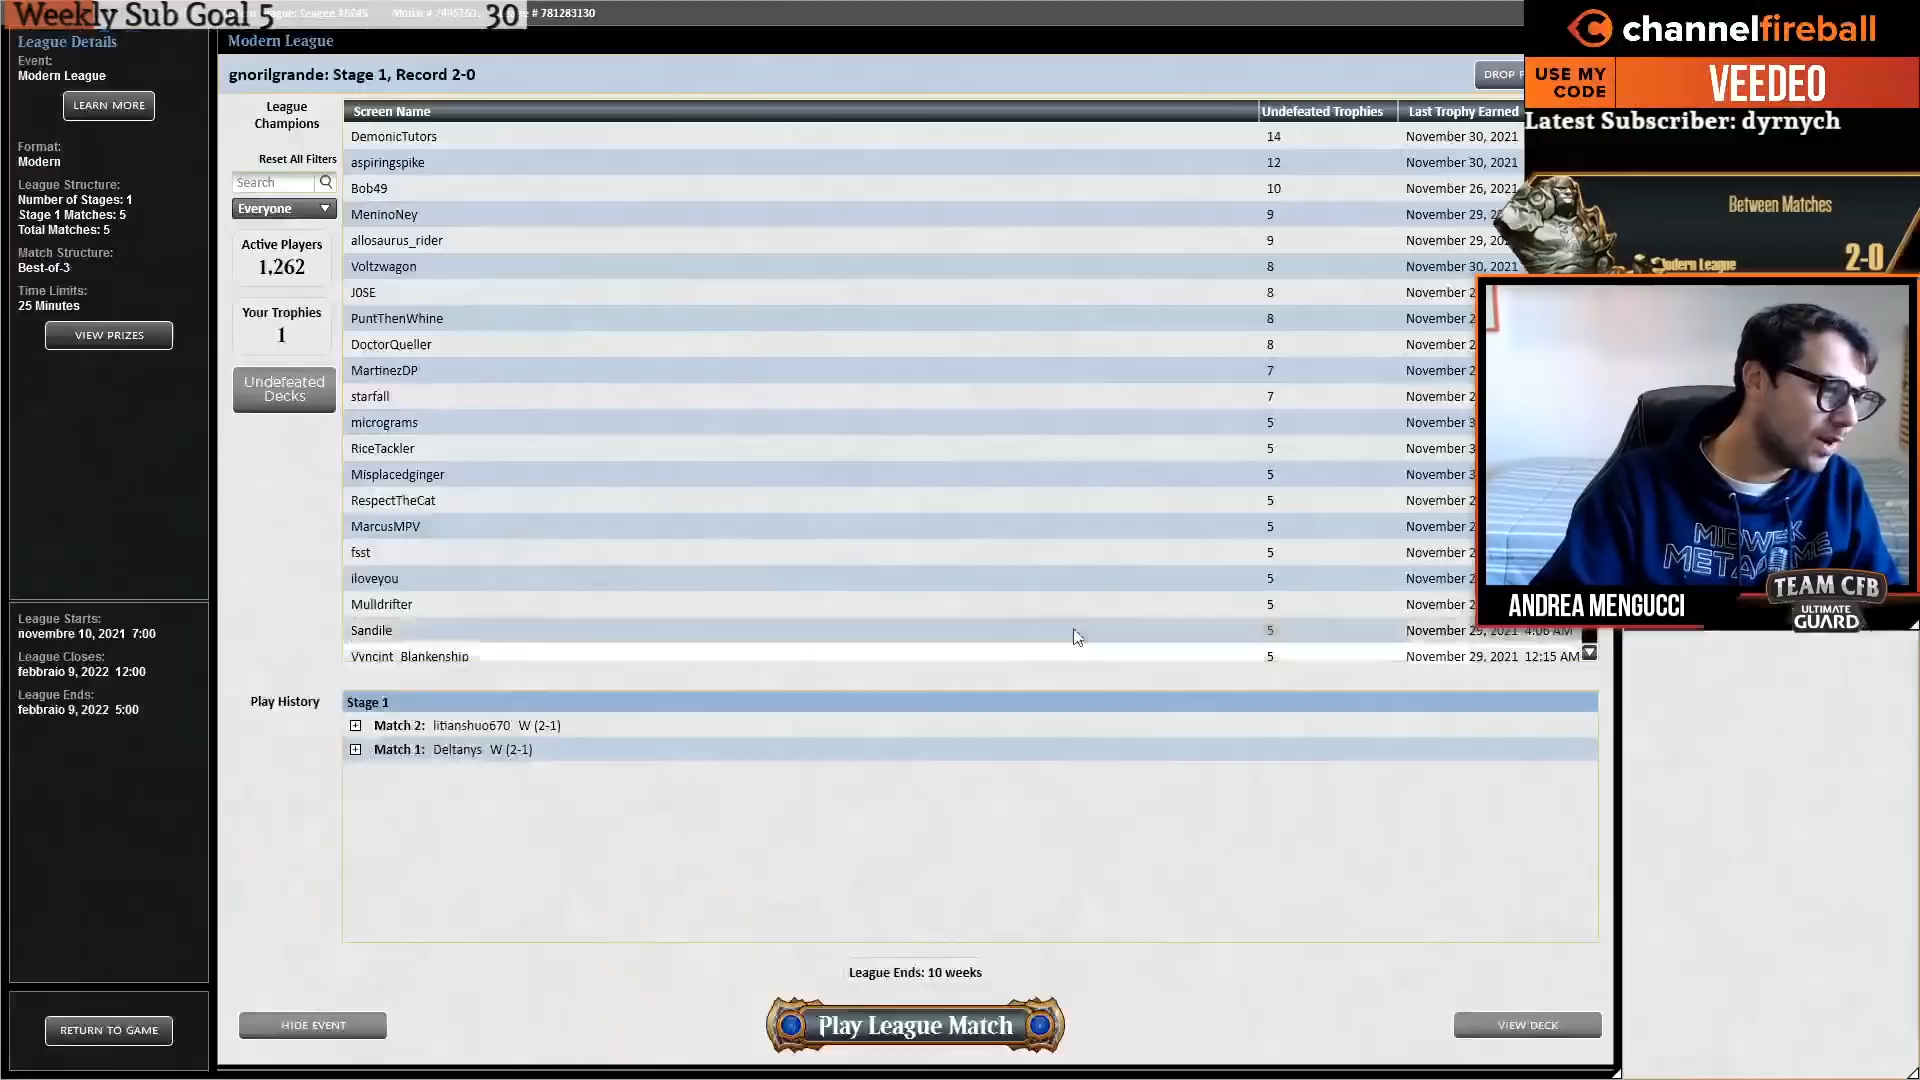 Weekly Sub Goal 5 30
# 781283130
League Details
Event:
Modern League
LEARN MORE
Format:
Modern
League Structure:
Number of Stages: 1
Stage 1 Matches: 5
Total Matches: 5
Match Structure:
Best-of-3
Time Limits:
25 Minutes
VIEW PRIZES
League Starts:
novembre 10, 2021 7:00
League Closes:
febbraio 9, 2022 12:00
League Ends:
febbraio 9, 2022 5:00
RETURN TO GAME
Modern League
gnorilgrande: Stage 1, Record 2-0
DROP
League
Champions
Reset All Filters
Search
Everyone
Active Players
1,262
Your Trophies
1
Undefeated
Decks
Screen Name Undefeated Trophies Last Trophy Earned
DemonicTutors 14 November 30, 2021
aspiringspike 12 November 30, 2021
Bob49 10 November 26, 2021
MeninoNey 9 November 29,
allosaurus_rider 9 November 29,
Voltzwagon 8 November 30, 2021
JOSE 8 November
PuntThenWhine 8 November
DoctorQueller 8 November
MartinezDP 7 November
starfall 7 November
micrograms 5 November
RiceTackler 5 November
Misplacedginger 5 November
RespectTheCat 5 November
MarcusMPV 5 November
fsst 5 November
iloveyou 5 November
Mulldrifter 5 November
Sandile 5 November 29, 2021 4:06 AM
Vyncint_Blankenship 5 November 29, 2021 12:15 AM
Play History
Stage 1
Match 2: litianshuo670 W (2-1)
Match 1: Deltanys W (2-1)
League Ends: 10 weeks
HIDE EVENT
Play League Match
VIEW DECK
channelfireball
USE MY
CODE
VEEDEO
Latest Subscriber: dyrnych
Between Matches
Modern League
2-0
MIDWEEK
METAGAME
ANDREA MENGUCCI
TEAM CFB
ULTIMATE
GUARD